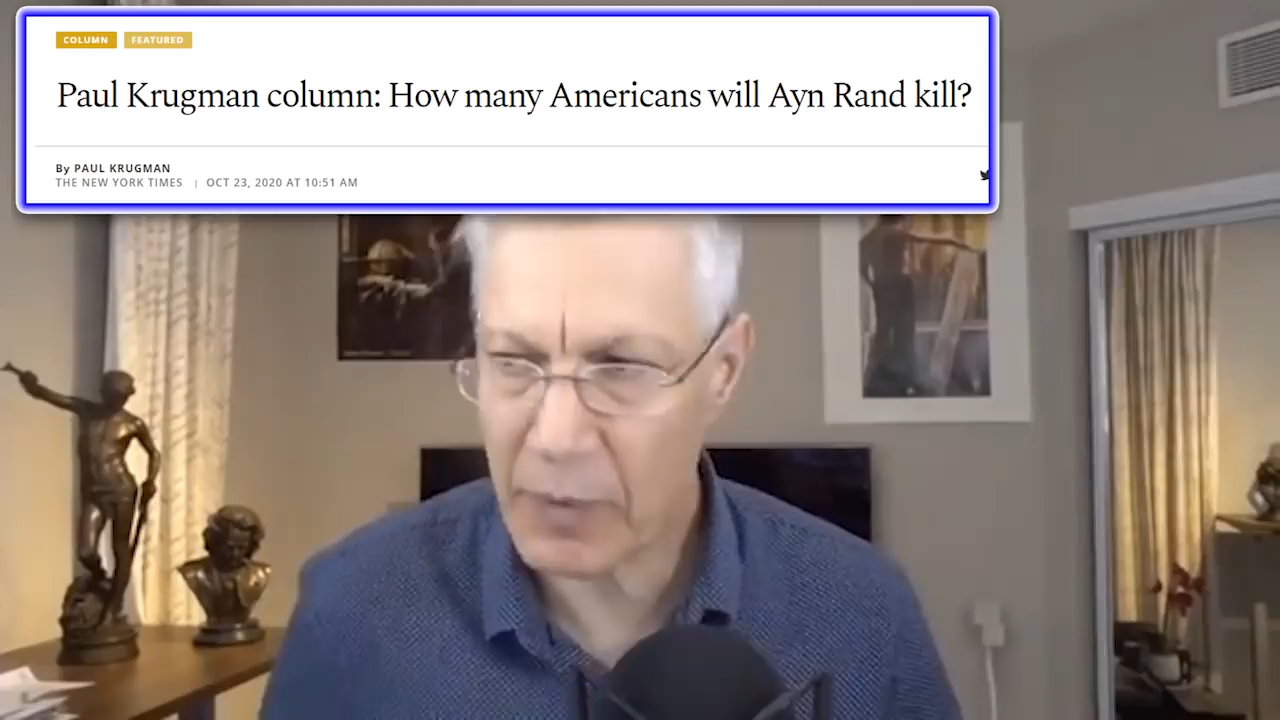 COLUMN FEATURED
Paul Krugman column: How many Americans will Ayn Rand kill?
By PAUL KRUGMAN
THE NEW YORK TIMES | OCT 23, 2020 AT 10:51 AM